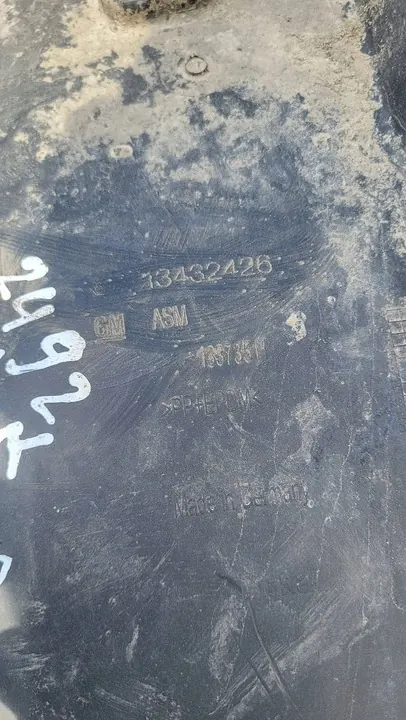 13432426
GM ASM
>PP+EPDM<
Made in Germany
2492